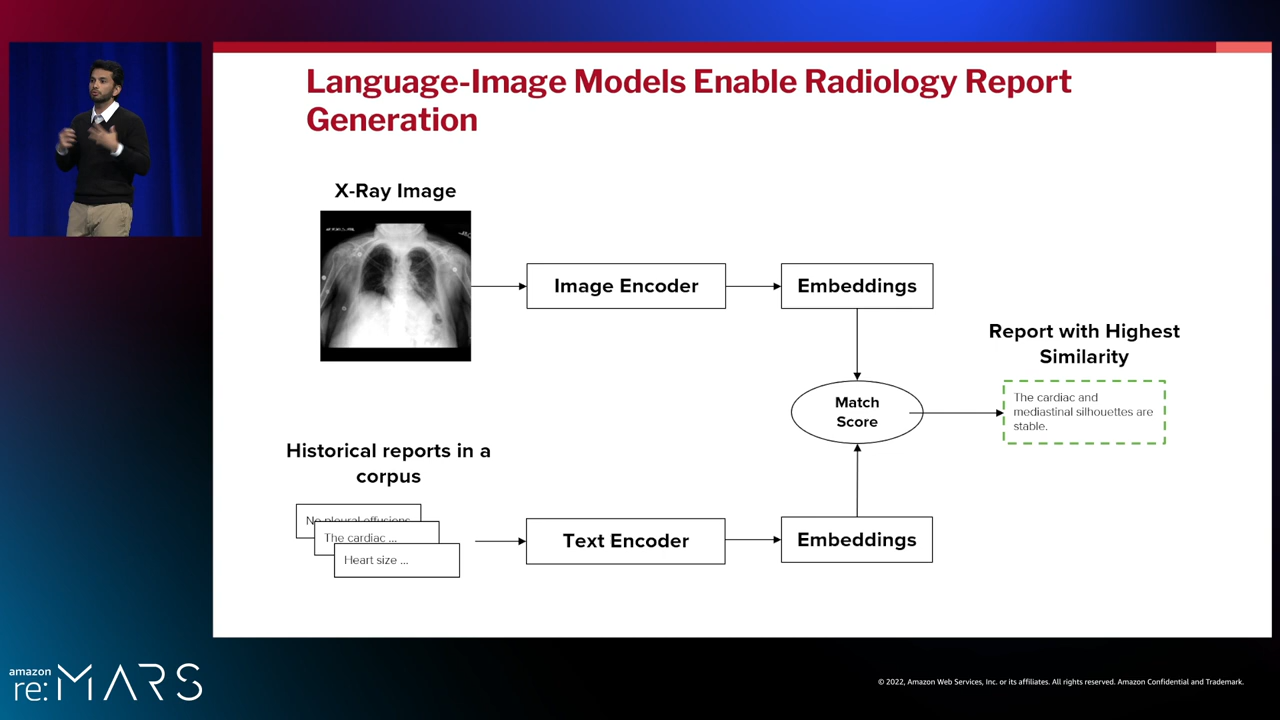 Language-Image Models Enable Radiology Report
Generation
X-Ray Image
Image Encoder
Embeddings
Report with Highest
Similarity
Match
Score
The cardiac and
mediastinal silhouettes are
stable.
Historical reports in a
corpus
No pleural effusions
The cardiac ...
Heart size ...
Text Encoder
Embeddings
amazon
re:MARS
© 2022, Amazon Web Services, Inc. or its affiliates. All rights reserved. Amazon Confidential and Trademark.